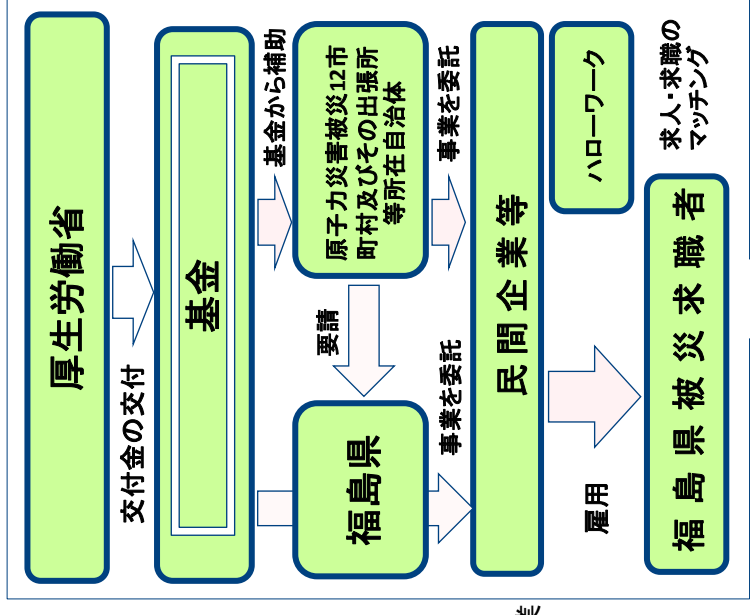 厚生労働省
交付金の交付
基金
基金から補助
福島県
要請
原子力災害被災12市
町村及びその出張所
等所在自治体
事業を委託
事業を委託
民間企業等
雇用
ハローワーク
求人・求職の
マッチング
福島県被災求職者